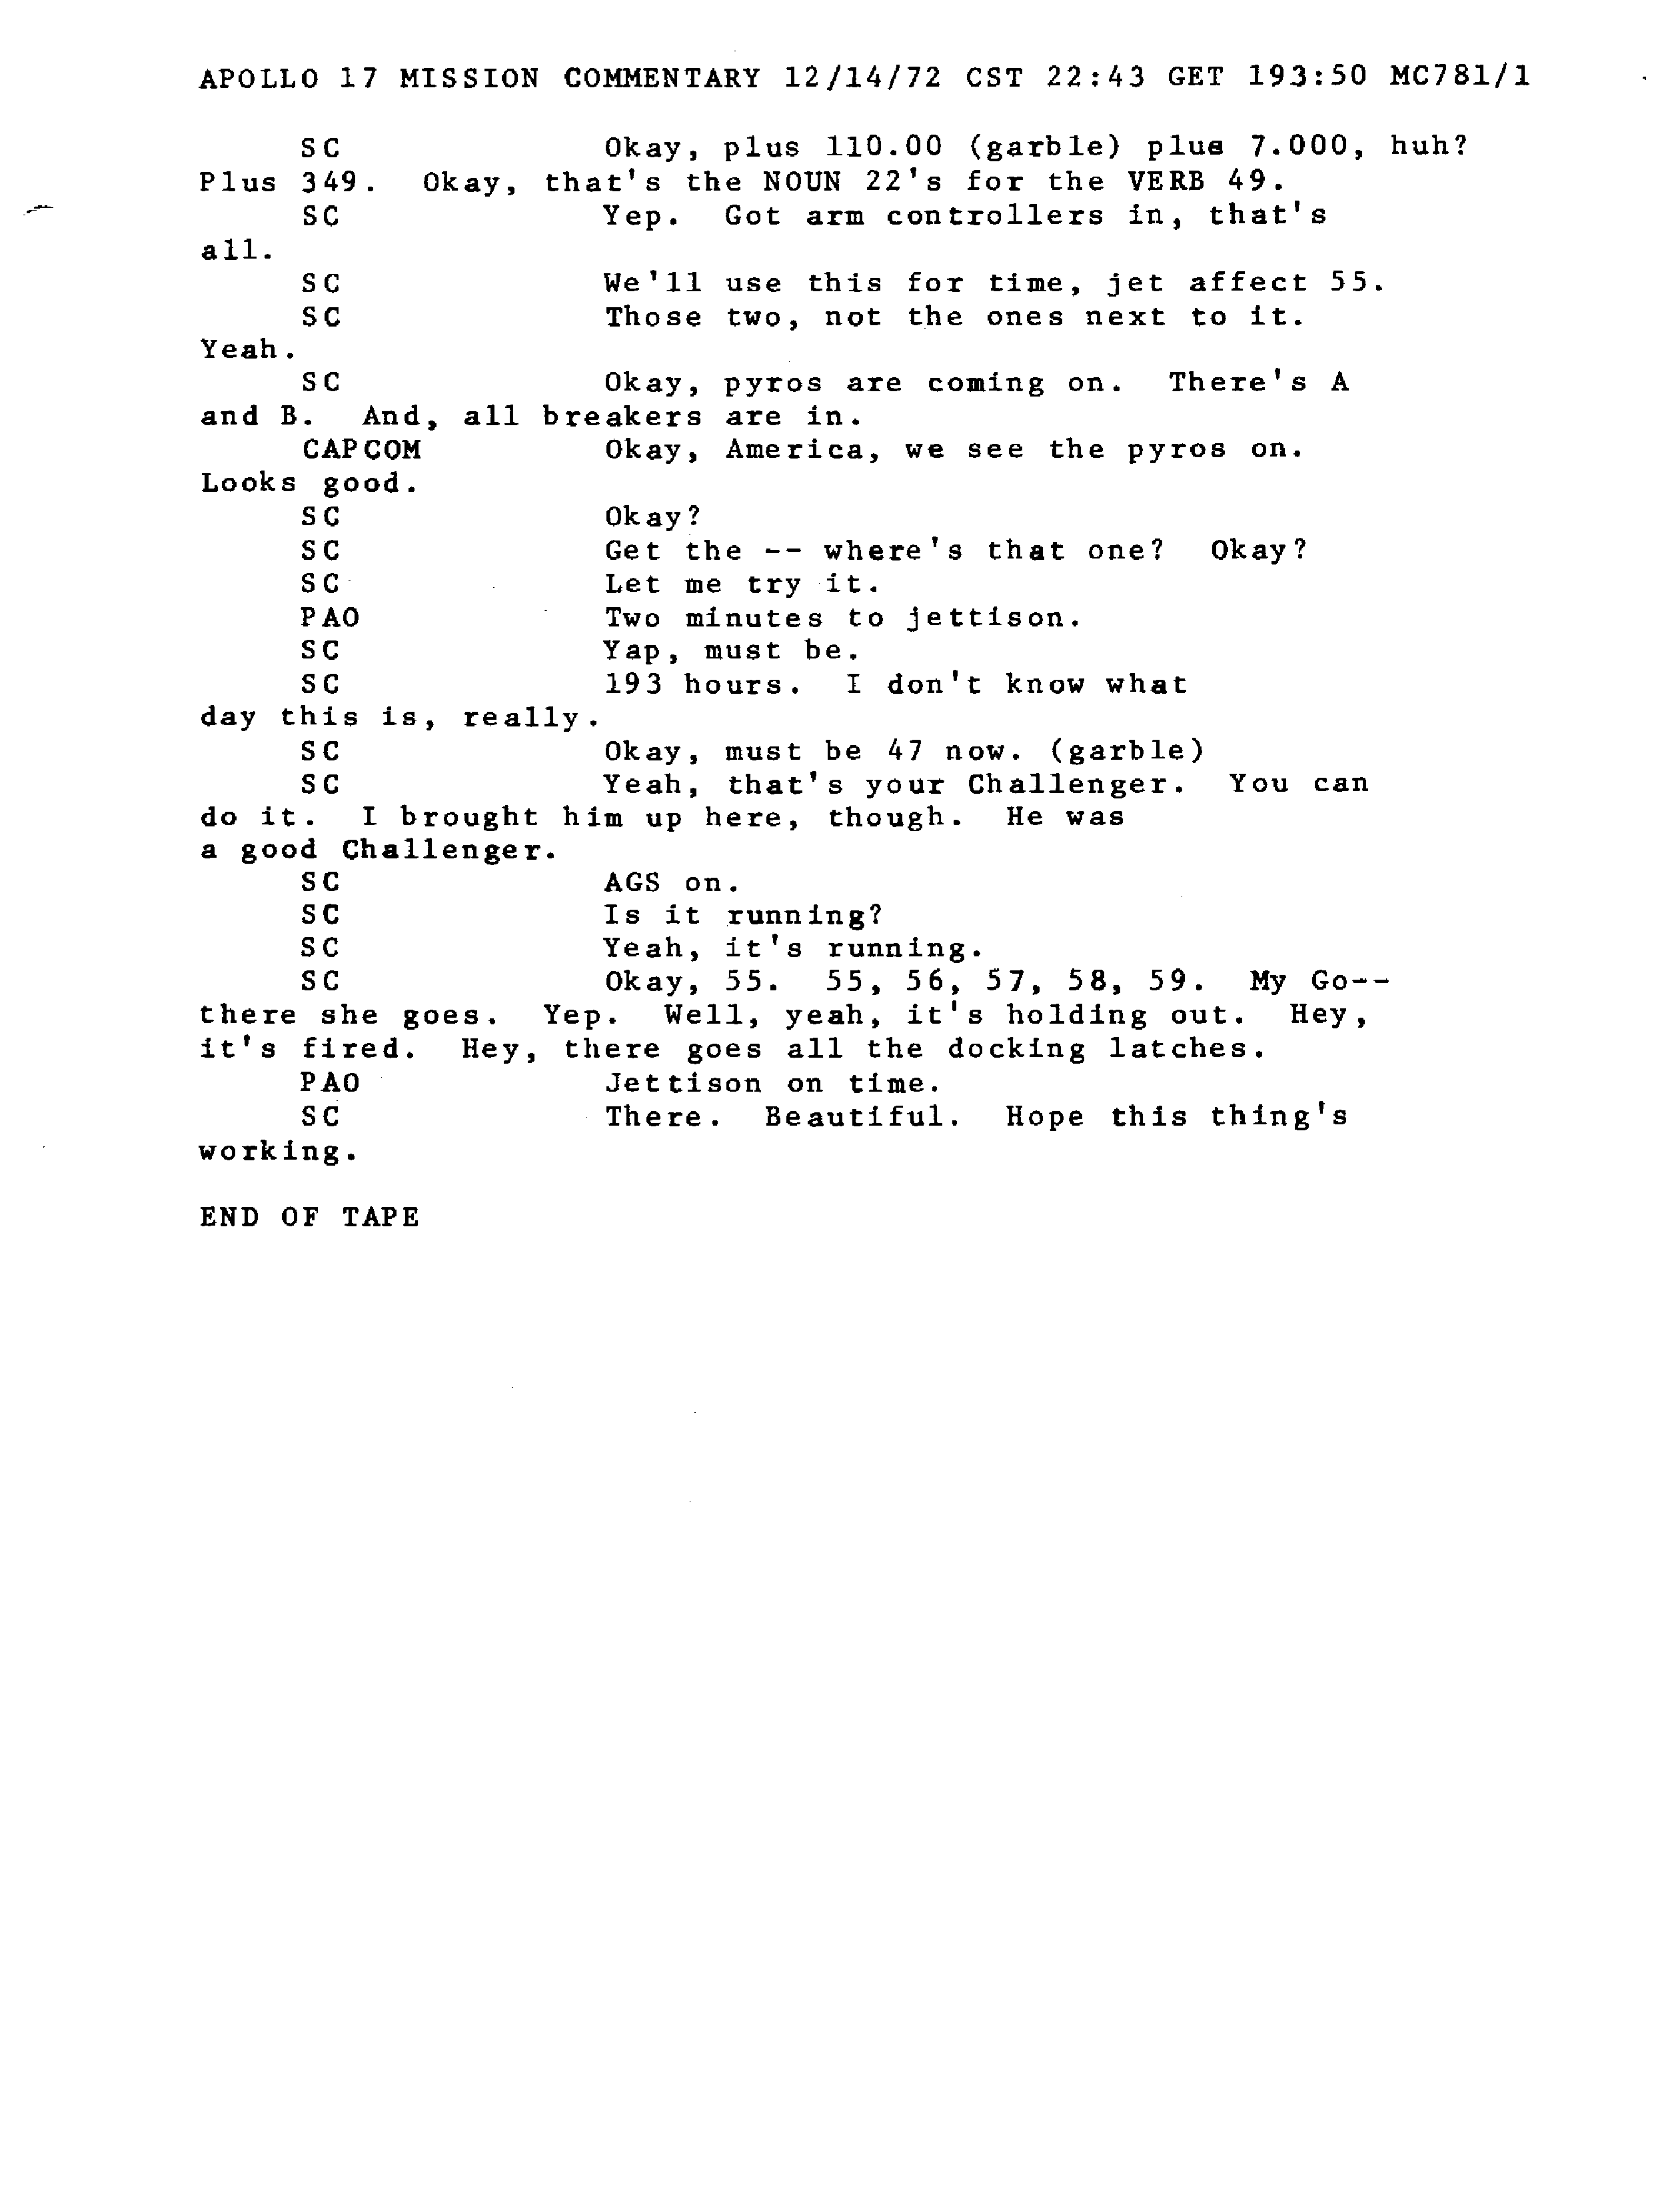 APOLLO 17 MISSION COMMENTARY 12/14/72 CST 22:43 GET 193:50 MC781/1
SC Okay, plus 110.00 (garble) plus 7.000, huh?
Plus 349. Okay, that's the NOUN 22's for the VERB 49.
SC Yep. Got arm controllers in, that's
all.
SC We'll use this for time, jet affect 55.
SC Those two, not the ones next to it.
Yeah.
SC Okay, pyros are coming on. There's A
and B. And, all breakers are in.
CAPCOM Okay, America, we see the pyros on.
Looks good.
SC Okay?
SC Get the -- where's that one? Okay?
SC Let me try it.
PAO Two minutes to jettison.
SC Yap, must be.
SC 193 hours. I don't know what
day this is, really.
SC Okay, must be 47 now. (garble)
SC Yeah, that's your Challenger. You can
do it. I brought him up here, though. He was
a good Challenger.
SC AGS on.
SC Is it running?
SC Yeah, it's running.
SC Okay, 55. 55, 56, 57, 58, 59. My Go--
there she goes. Yep. Well, yeah, it's holding out. Hey,
it's fired. Hey, there goes all the docking latches.
PAO Jettison on time.
SC There. Beautiful. Hope this thing's
working.
END OF TAPE